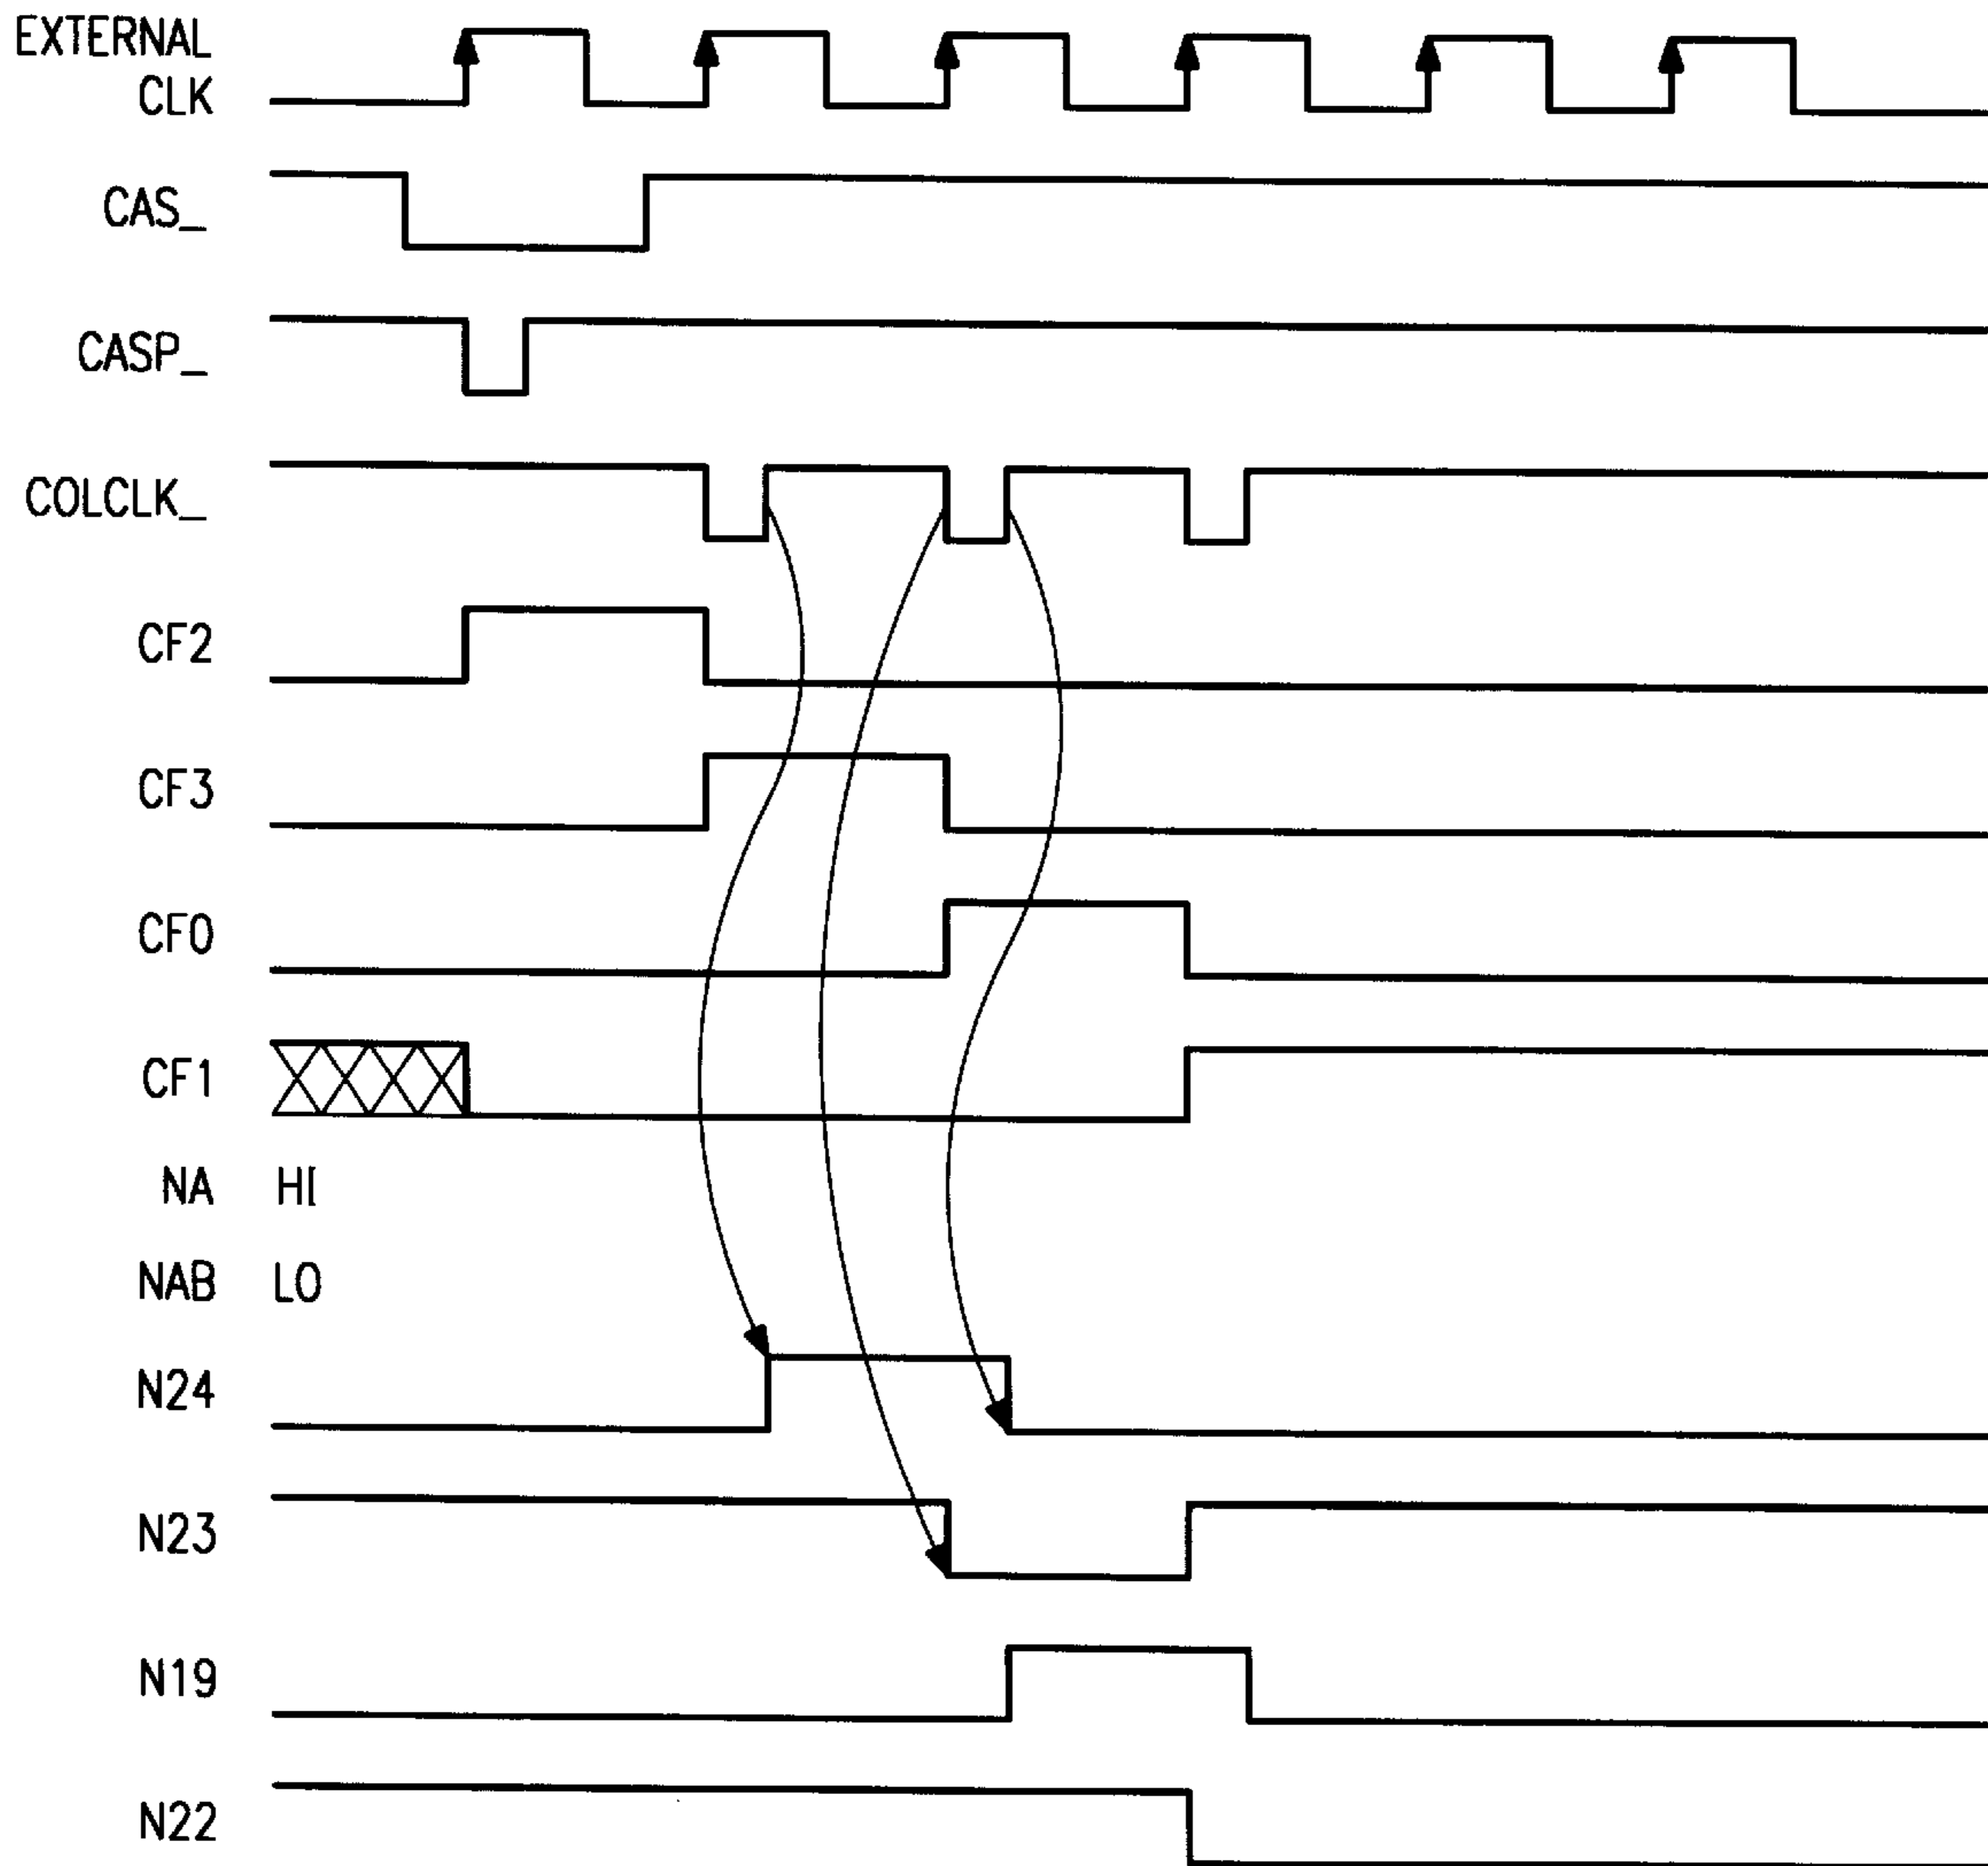 EXTERNAL
CLK
CAS_
CASP_
COLCLK_
CF2
CF3
CF0
CF1
NA HI
NAB LO
N24
N23
N19
N22